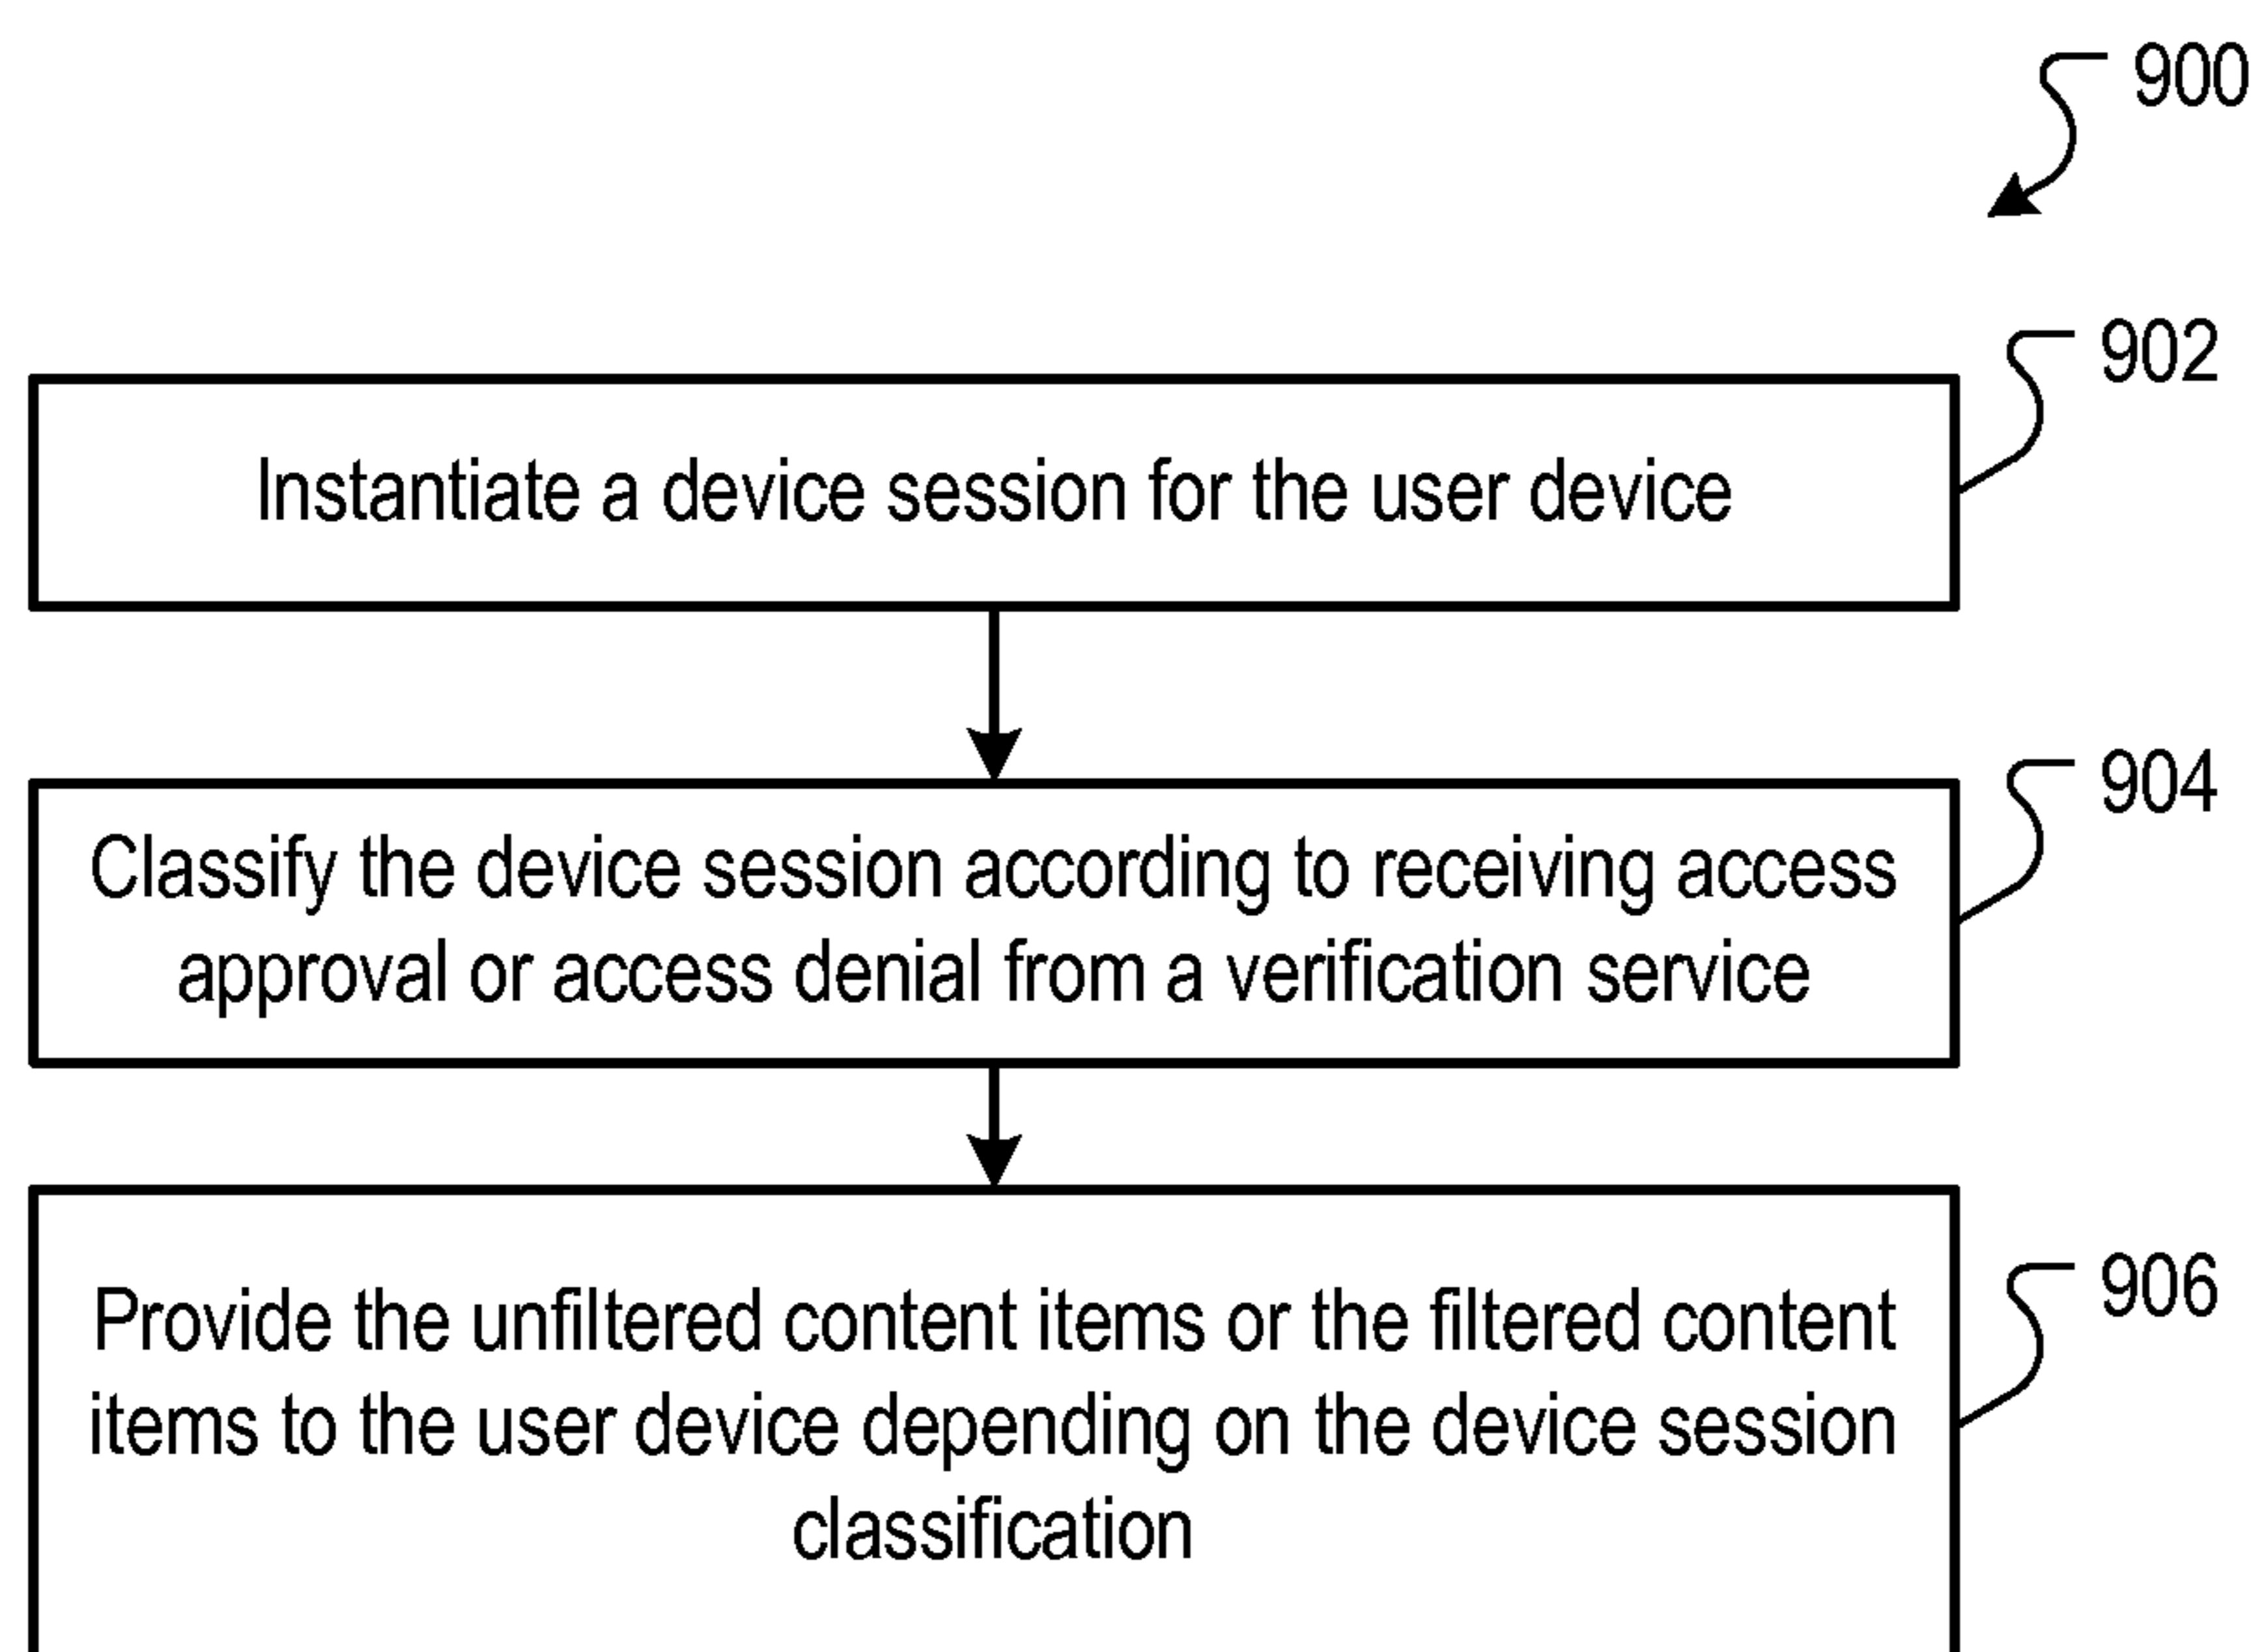 900
902
Instantiate a device session for the user device
904
Classify the device session according to receiving access
approval or access denial from a verification service
906
Provide the unfiltered content items or the filtered content
items to the user device depending on the device session
classification